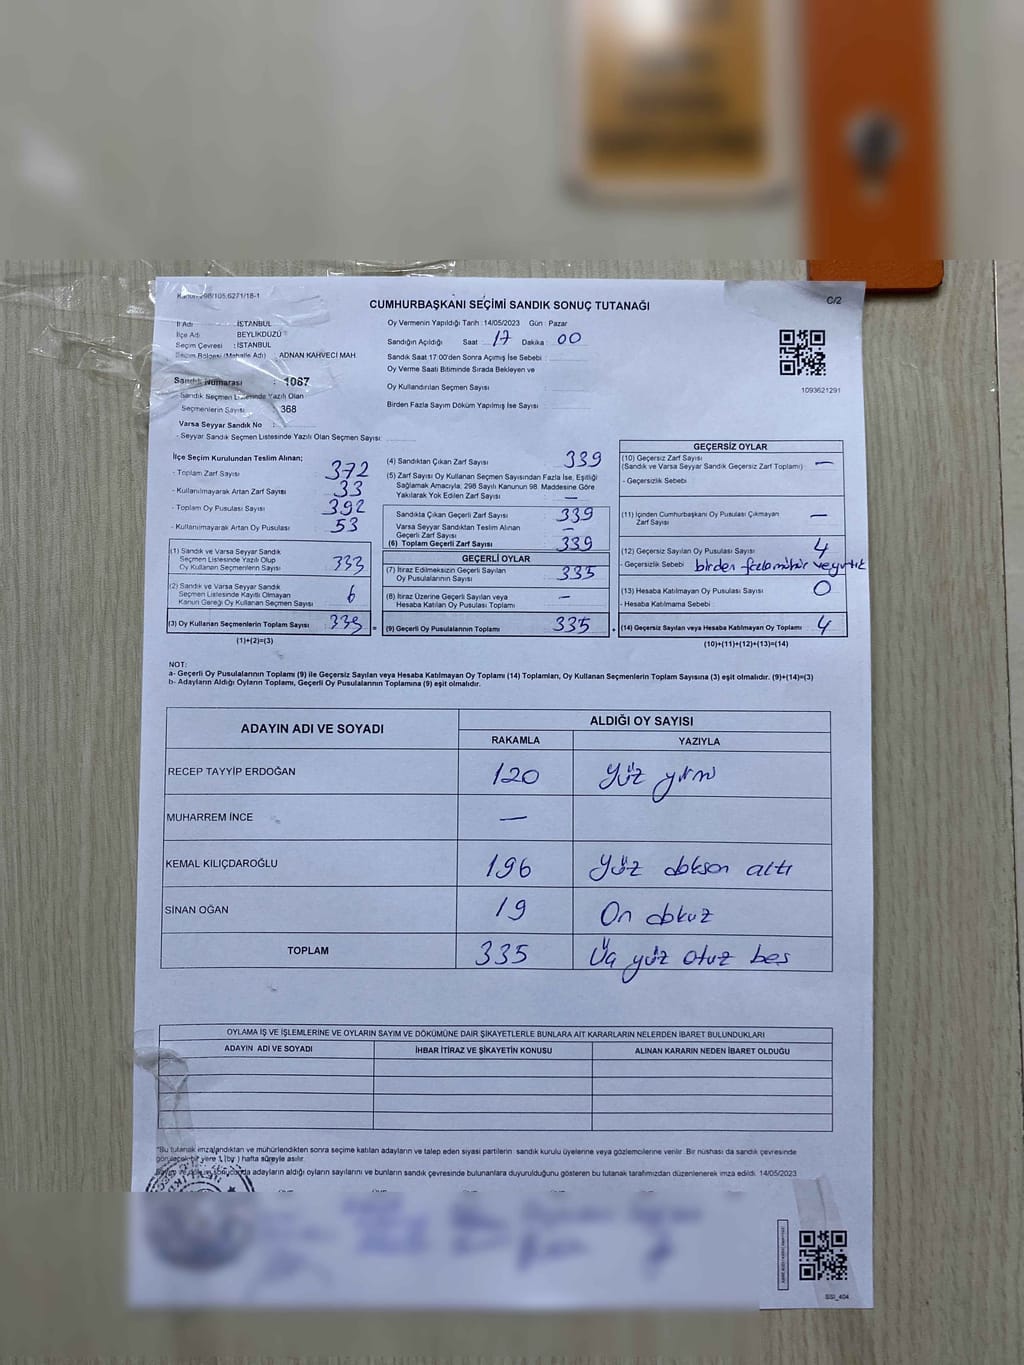 Kanun-298/105,6271/18-1
CUMHURBAŞKANI SEÇİMİ SANDIK SONUÇ TUTANAĞI
C/2
İl Adı : İSTANBUL
İlçe Adı BEYLİKDÜZÜ
Seçim Çevresi : İSTANBUL
Seçim Bölgesi (Mahalle Adı) ADNAN KAHVECİ MAH.
Sandık Numarası : 1087
Sandık Seçmen Listesinde Yazılı Olan
Seçmenlerin Sayısı 368
Varsa Seyyar Sandık No :
- Seyyar Sandık Seçmen Listesinde Yazılı Olan Seçmen Sayısı
Oy Vermenin Yapıldığı Tarih :14/05/2023 Gün : Pazar
Sandığın Açıldığı Saat 17 Dakika 00
Sandık Saat 17:00'den Sonra Açılmış İse Sebebi :
Oy Verme Saati Bitiminde Sırada Bekleyen ve
Oy Kullandırılan Seçmen Sayısı :
Birden Fazla Sayım Döküm Yapılmış İse Sayısı :
1093621291
İlçe Seçim Kurulundan Teslim Alınan;
- Toplam Zarf Sayısı 372
- Kullanılmayarak Artan Zarf Sayısı 33
- Toplam Oy Pusulası Sayısı 392
- Kullanılmayarak Artan Oy Pusulası 53
(1) Sandık ve Varsa Seyyar Sandık
Seçmen Listesinde Yazılı Olup
Oy Kullanan Seçmenlerin Sayısı 333
(2) Sandık ve Varsa Seyyar Sandık
Seçmen Listesinde Kayıtlı Olmayan
Kanun Gereği Oy Kullanan Seçmen Sayısı 6
(3) Oy Kullanan Seçmenlerin Toplam Sayısı 339 =
(1)+(2)=(3)
(4) Sandıktan Çıkan Zarf Sayısı 339
(5) Zarf Sayısı Oy Kullanan Seçmen Sayısından Fazla İse, Eşitliği
Sağlamak Amacıyla, 298 Sayılı Kanunun 98. Maddesine Göre
Yakılarak Yok Edilen Zarf Sayısı —
Sandıkta Çıkan Geçerli Zarf Sayısı 339
Varsa Seyyar Sandıktan Teslim Alınan
Geçerli Zarf Sayısı —
(6) Toplam Geçerli Zarf Sayısı 339
GEÇERLİ OYLAR
(7) İtiraz Edilmeksizin Geçerli Sayılan
Oy Pusulalarının Sayısı 335
(8) İtiraz Üzerine Geçerli Sayılan veya
Hesaba Katılan Oy Pusulası Toplamı —
(9) Geçerli Oy Pusulalarının Toplamı 335
GEÇERSİZ OYLAR
(10) Geçersiz Zarf Sayısı
(Sandık ve Varsa Seyyar Sandık Geçersiz Zarf Toplamı) —
- Geçersizlik Sebebi
(11) İçinden Cumhurbaşkanı Oy Pusulası Çıkmayan
Zarf Sayısı —
(12) Geçersiz Sayılan Oy Pusulası Sayısı 4
- Geçersizlik Sebebi birden fazla mühür ve yırtık
(13) Hesaba Katılmayan Oy Pusulası Sayısı 0
- Hesaba Katılmama Sebebi
(14) Geçersiz Sayılan veya Hesaba Katılmayan Oy Toplamı 4
(10)+(11)+(12)+(13)=(14)
NOT:
a- Geçerli Oy Pusulalarının Toplamı (9) ile Geçersiz Sayılan veya Hesaba Katılmayan Oy Toplamı (14) Toplamları, Oy Kullanan Seçmenlerin Toplam Sayısına (3) eşit olmalıdır. (9)+(14)=(3)
b- Adayların Aldığı Oyların Toplamı, Geçerli Oy Pusulalarının Toplamına (9) eşit olmalıdır.
ADAYIN ADI VE SOYADI ALDIĞI OY SAYISI
RAKAMLA YAZIYLA
RECEP TAYYİP ERDOĞAN 120 Yüz yirmi
MUHARREM İNCE —
KEMAL KILIÇDAROĞLU 196 Yüz doksan altı
SİNAN OĞAN 19 On dokuz
TOPLAM 335 Üç yüz otuz beş
OYLAMA İŞ VE İŞLEMLERİNE VE OYLARIN SAYIM VE DÖKÜMÜNE DAİR ŞİKAYETLERLE BUNLARA AİT KARARLARIN NELERDEN İBARET BULUNDUKLARI
ADAYIN ADI VE SOYADI İHBAR İTİRAZ VE ŞİKAYETİN KONUSU ALINAN KARARIN NEDEN İBARET OLDUĞU
"Bu tutanak imzalandıktan ve mühürlendikten sonra seçime katılan adayların ve talep eden siyasi partilerin sandık kurulu üyelerine veya gözlemcilerine verilir. Bir nüshası da sandık çevresinde
görülecek bir yere 1 (bir) hafta süreyle asılır.
adayların aldığı oyların sayılarını ve bunların sandık çevresinde bulunanlara duyurulduğunu gösteren bu tutanak tarafımızdan düzenlenerek imza edildi. 14/05/2023
SSI_404